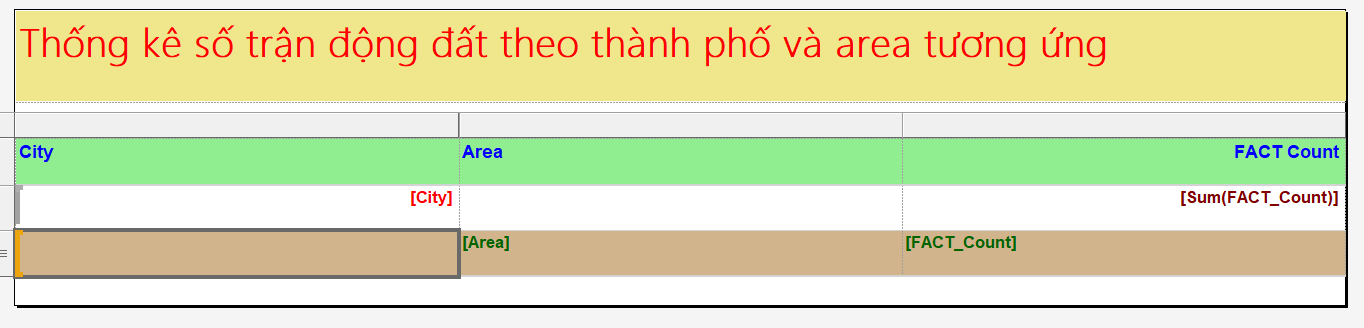 Thống kê số trận động đất theo thành phố và area tương ứng
City Area FACT Count
[City] [Sum(FACT_Count)]
[Area] [FACT_Count]